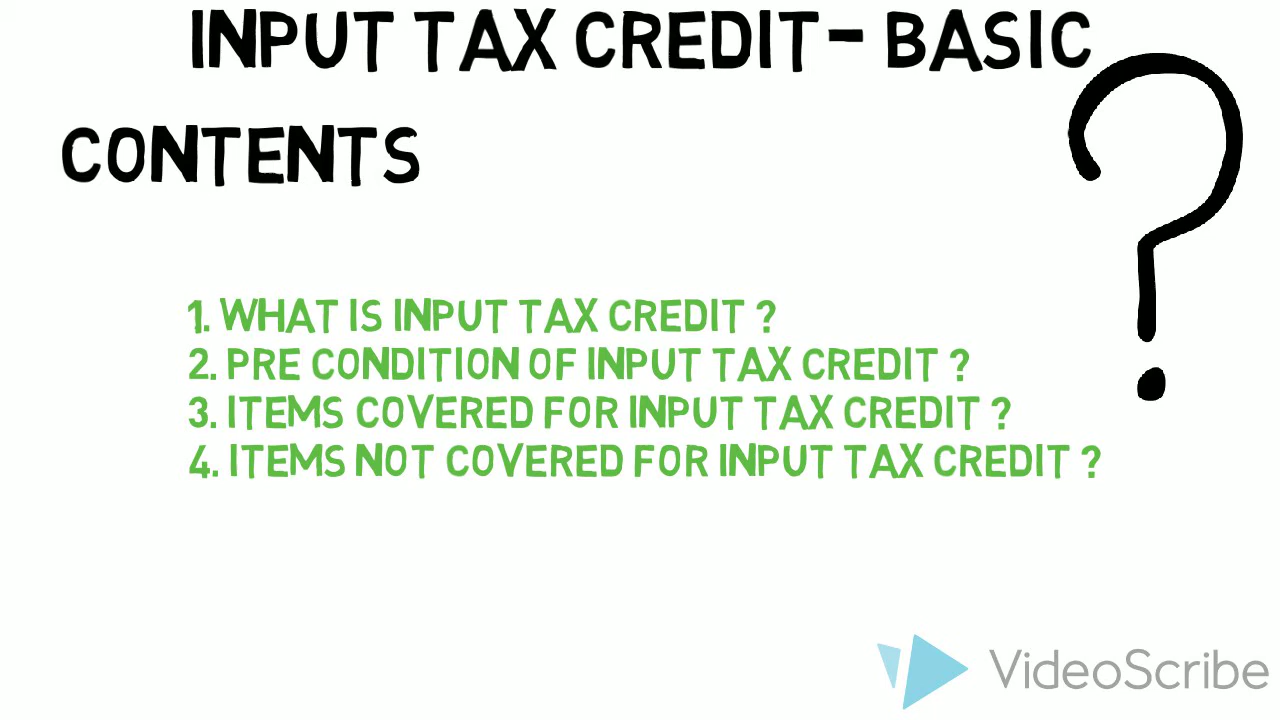 INPUT TAX CREDIT- BASIC
CONTENTS
1. WHAT IS INPUT TAX CREDIT ?
2. PRE CONDITION OF INPUT TAX CREDIT ?
3. ITEMS COVERED FOR INPUT TAX CREDIT ?
4. ITEMS NOT COVERED FOR INPUT TAX CREDIT ?
?
VideoScribe